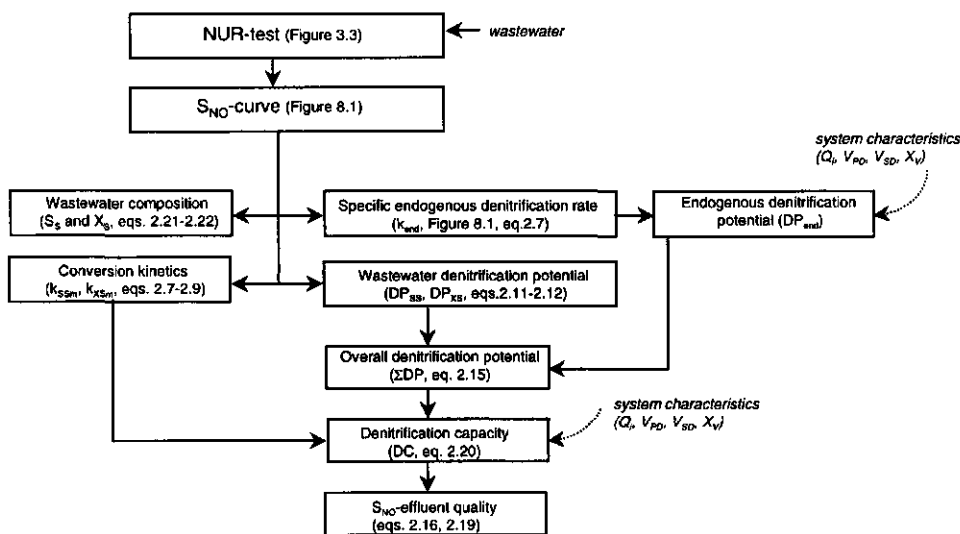 NUR-test (Figure 3.3)
wastewater
S_NO-curve (Figure 8.1)
system characteristics
(Q_i, V_PD, V_SD, X_V)
Wastewater composition
(S_S and X_S, eqs. 2.21-2.22)
Specific endogenous denitrification rate
(k_end, Figure 8.1, eq.2.7)
Endogenous denitrification
potential (DP_end)
Conversion kinetics
(k_SSm, k_XSm, eqs. 2.7-2.9)
Wastewater denitrification potential
(DP_SS, DP_XS, eqs.2.11-2.12)
Overall denitrification potential
(ΣDP, eq. 2.15)
system characteristics
(Q_i, V_PD, V_SD, X_V)
Denitrification capacity
(DC, eq. 2.20)
S_NO-effluent quality
(eqs. 2.16, 2.19)